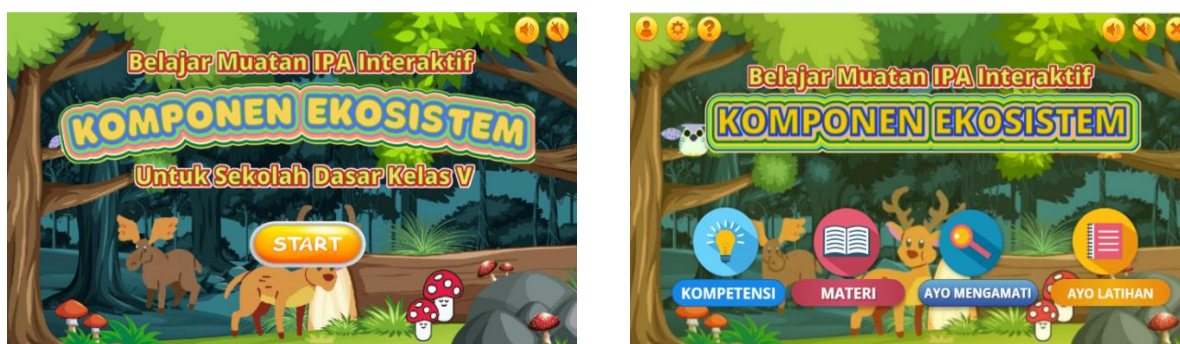 Belajar Muatan IPA Interaktif
KOMPONEN EKOSISTEM
Untuk Sekolah Dasar Kelas V
START
Belajar Muatan IPA Interaktif
KOMPONEN EKOSISTEM
KOMPETENSI
MATERI
AYO MENGAMATI
AYO LATIHAN